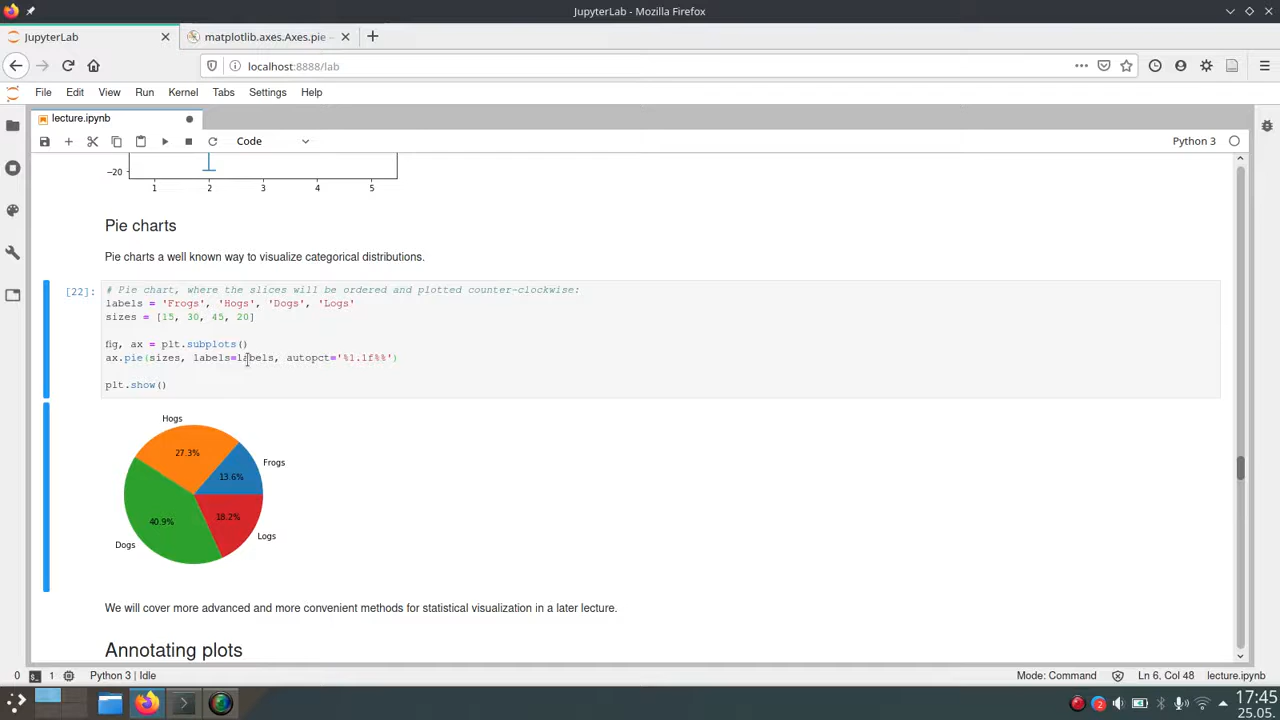 JupyterLab - Mozilla Firefox
JupyterLab
matplotlib.axes.Axes.pie -
localhost:8888/lab
File Edit View Run Kernel Tabs Settings Help
lecture.ipynb
Code
Python 3
−20
1 2 3 4 5
Pie charts
Pie charts a well known way to visualize categorical distributions.
[22]:
# Pie chart, where the slices will be ordered and plotted counter-clockwise:
labels = 'Frogs', 'Hogs', 'Dogs', 'Logs'
sizes = [15, 30, 45, 20]
fig, ax = plt.subplots()
ax.pie(sizes, labels=labels, autopct='%1.1f%%')
plt.show()
Hogs
27.3%
Frogs
13.6%
40.9%
18.2%
Logs
Dogs
We will cover more advanced and more convenient methods for statistical visualization in a later lecture.
Annotating plots
0 1 Python 3 | Idle
Mode: Command Ln 6, Col 48 lecture.ipynb
2
17:45
25.05.